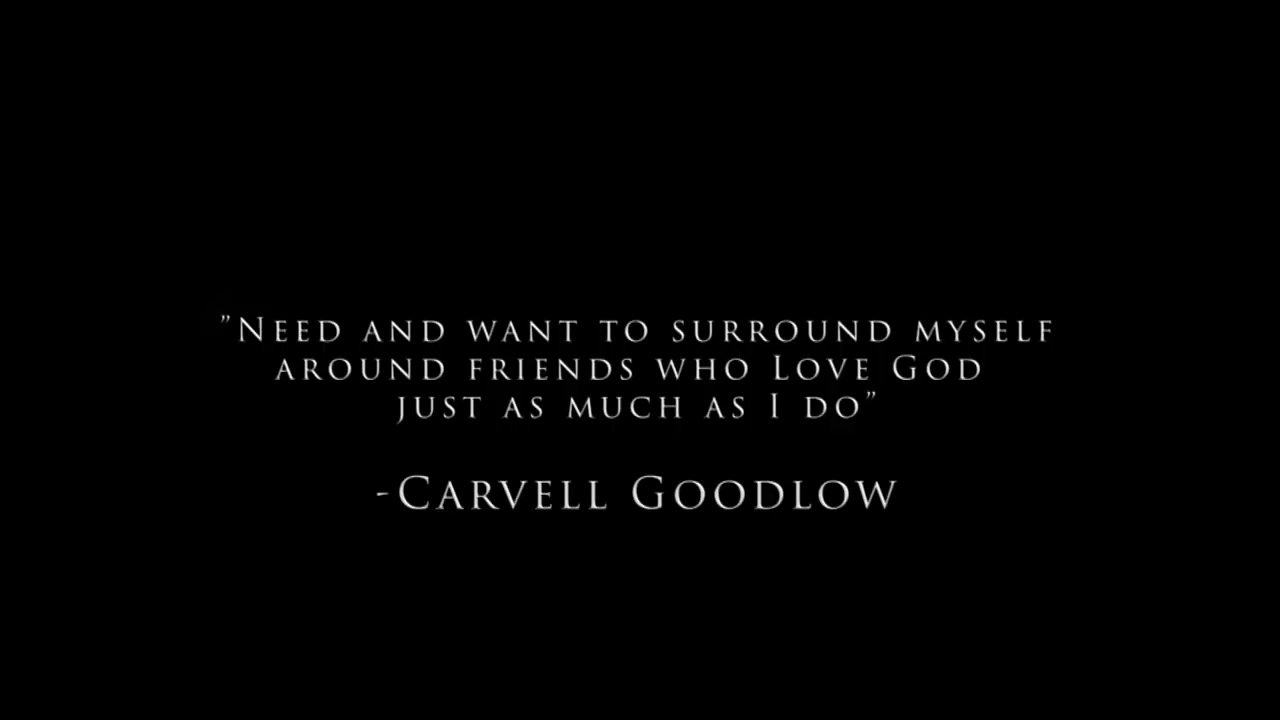 ”Need and want to surround myself
around friends who Love God
just as much as I do”
-Carvell Goodlow